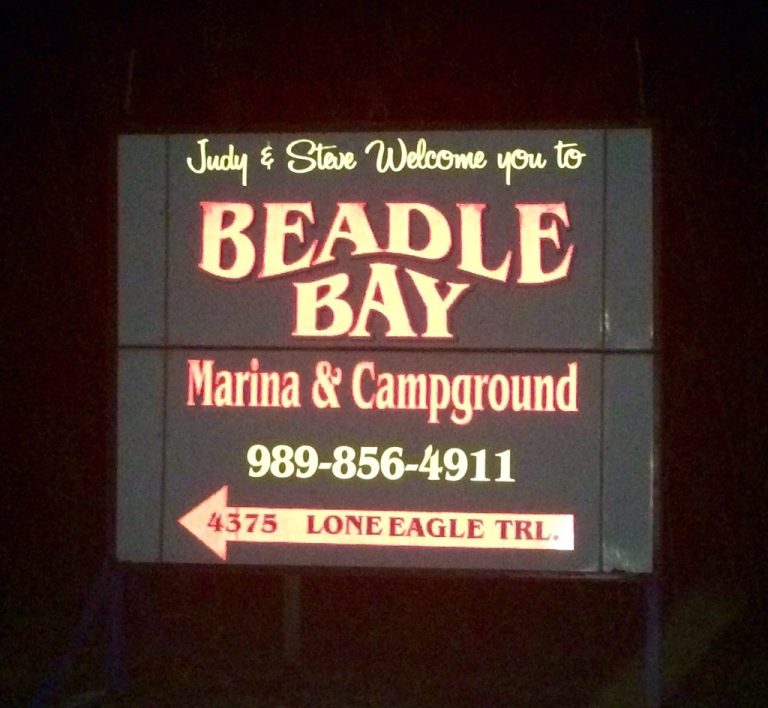 Judy & Steve Welcome you to
BEADLE
BAY
Marina & Campground
989-856-4911
4375 LONE EAGLE TRL.